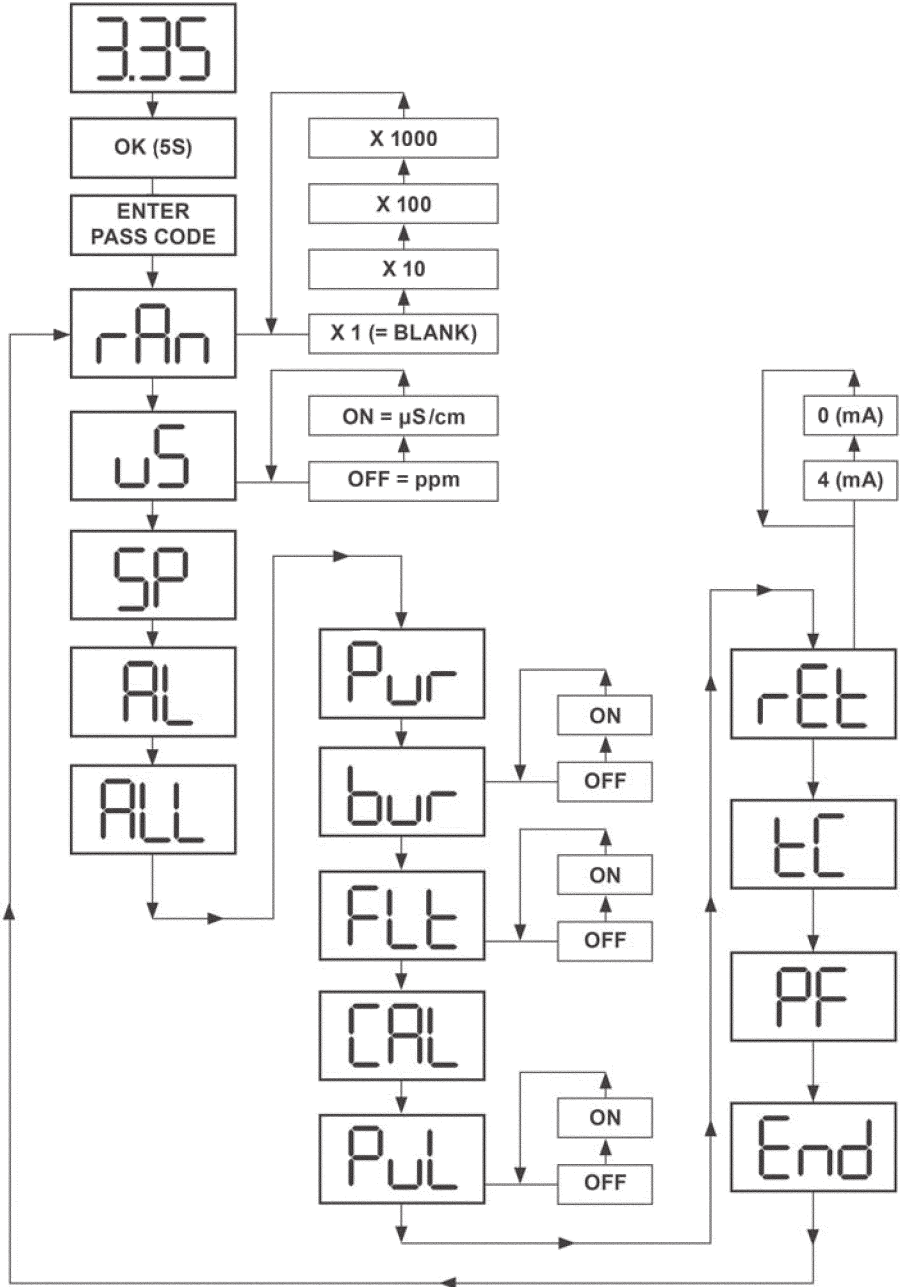 3.35
OK (5S)
ENTER
PASS CODE
rAn
X 1000
X 100
X 10
X 1 (= BLANK)
uS
ON = µS/cm
OFF = ppm
SP
AL
ALL
Pur
bur
ON
OFF
FLt
ON
OFF
CAL
PuL
ON
OFF
0 (mA)
4 (mA)
rEt
tC
PF
End